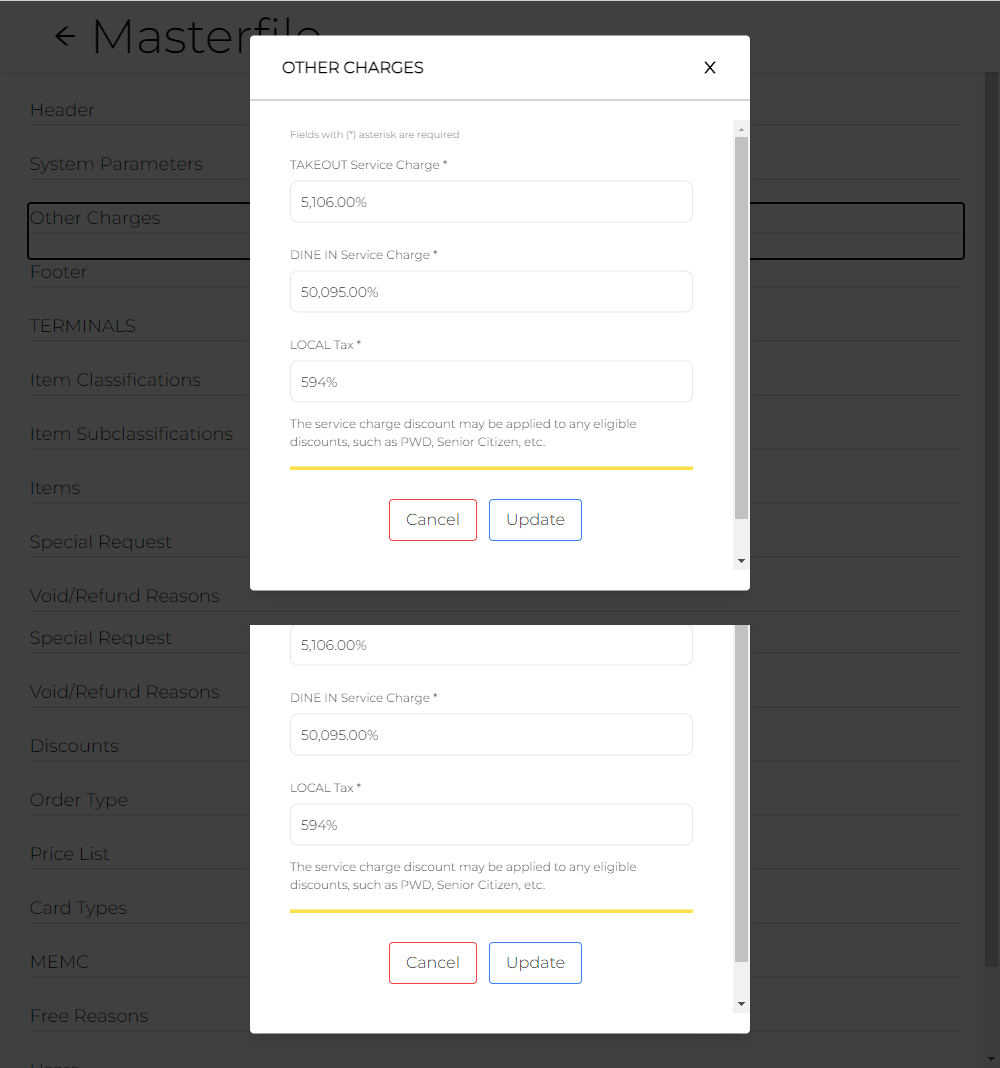 Masterfile
OTHER CHARGES
X
Header
Fields with (*) asterisk are required
System Parameters
TAKEOUT Service Charge *
5,106.00%
Other Charges
DINE IN Service Charge *
Footer
50,095.00%
TERMINALS
LOCAL Tax *
Item Classifications
594%
Item Subclassifications
The service charge discount may be applied to any eligible
discounts, such as PWD, Senior Citizen, etc.
Items
Cancel
Update
Special Request
Void/Refund Reasons
Special Request
5,106.00%
Void/Refund Reasons
DINE IN Service Charge *
50,095.00%
Discounts
LOCAL Tax *
Order Type
594%
Price List
The service charge discount may be applied to any eligible
discounts, such as PWD, Senior Citizen, etc.
Card Types
MEMC
Cancel
Update
Free Reasons